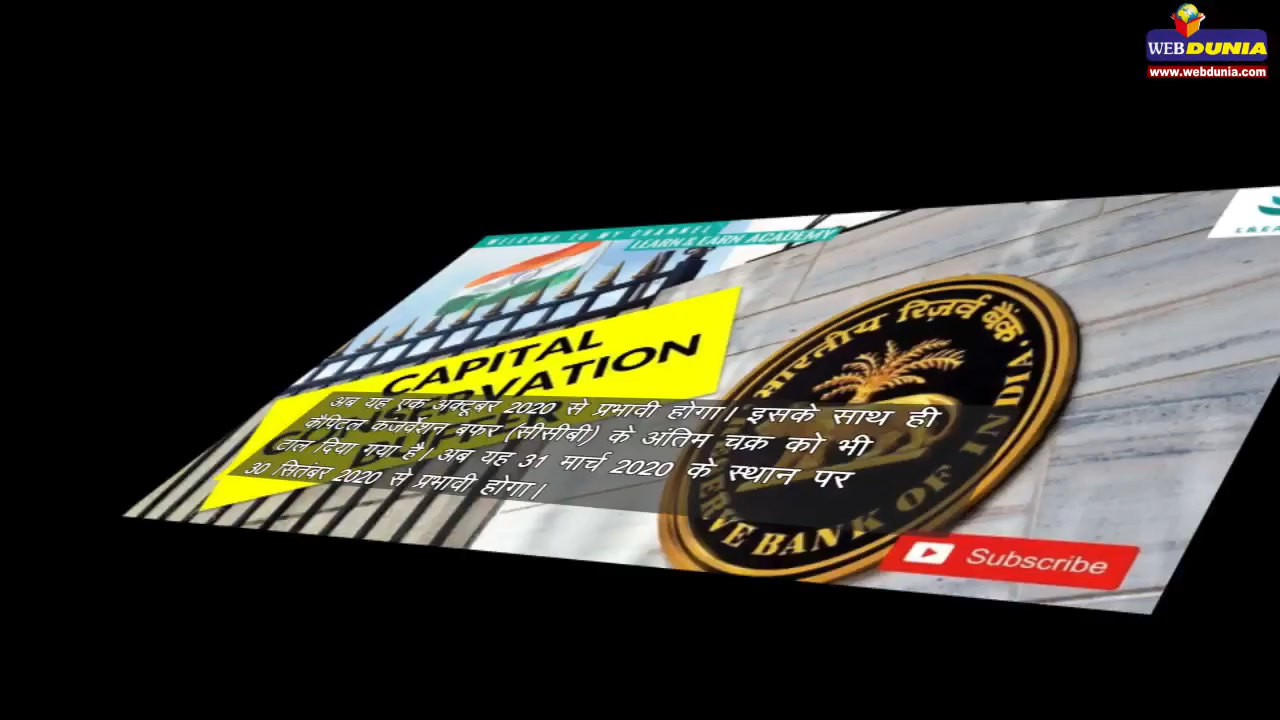 WEBDUNIA
www.webdunia.com
WELCOME TO MY CHANNEL
LEARN & EARN ACADEMY
CAPITAL
भारतीय रिज़र्व बैंक
RESERVE BANK OF INDIA
अब यह एक अक्टूबर 2020 से प्रभावी होगा। इसके साथ ही
कैपिटल कंजर्वेशन बफर (सीसीबी) के अंतिम चक्र को भी
टाल दिया गया है। अब यह 31 मार्च 2020 के स्थान पर
30 सितंबर 2020 से प्रभावी होगा।
Subscribe